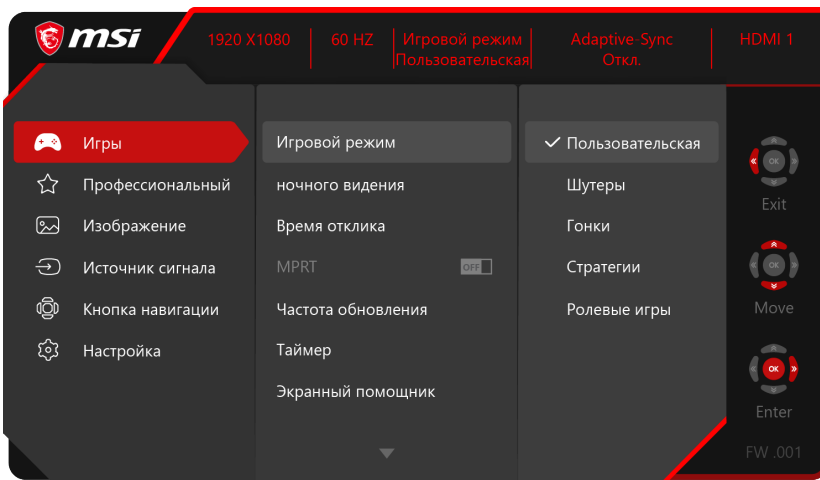 msi
1920 X1080
60 HZ
Игровой режим
Пользовательская
Adaptive-Sync
Откл.
HDMI 1
Игры
Профессиональный
Изображение
Источник сигнала
Кнопка навигации
Настройка
Игровой режим
ночного видения
Время отклика
MPRT
OFF
Частота обновления
Таймер
Экранный помощник
Пользовательская
Шутеры
Гонки
Стратегии
Ролевые игры
OK
Exit
OK
Move
OK
Enter
FW .001